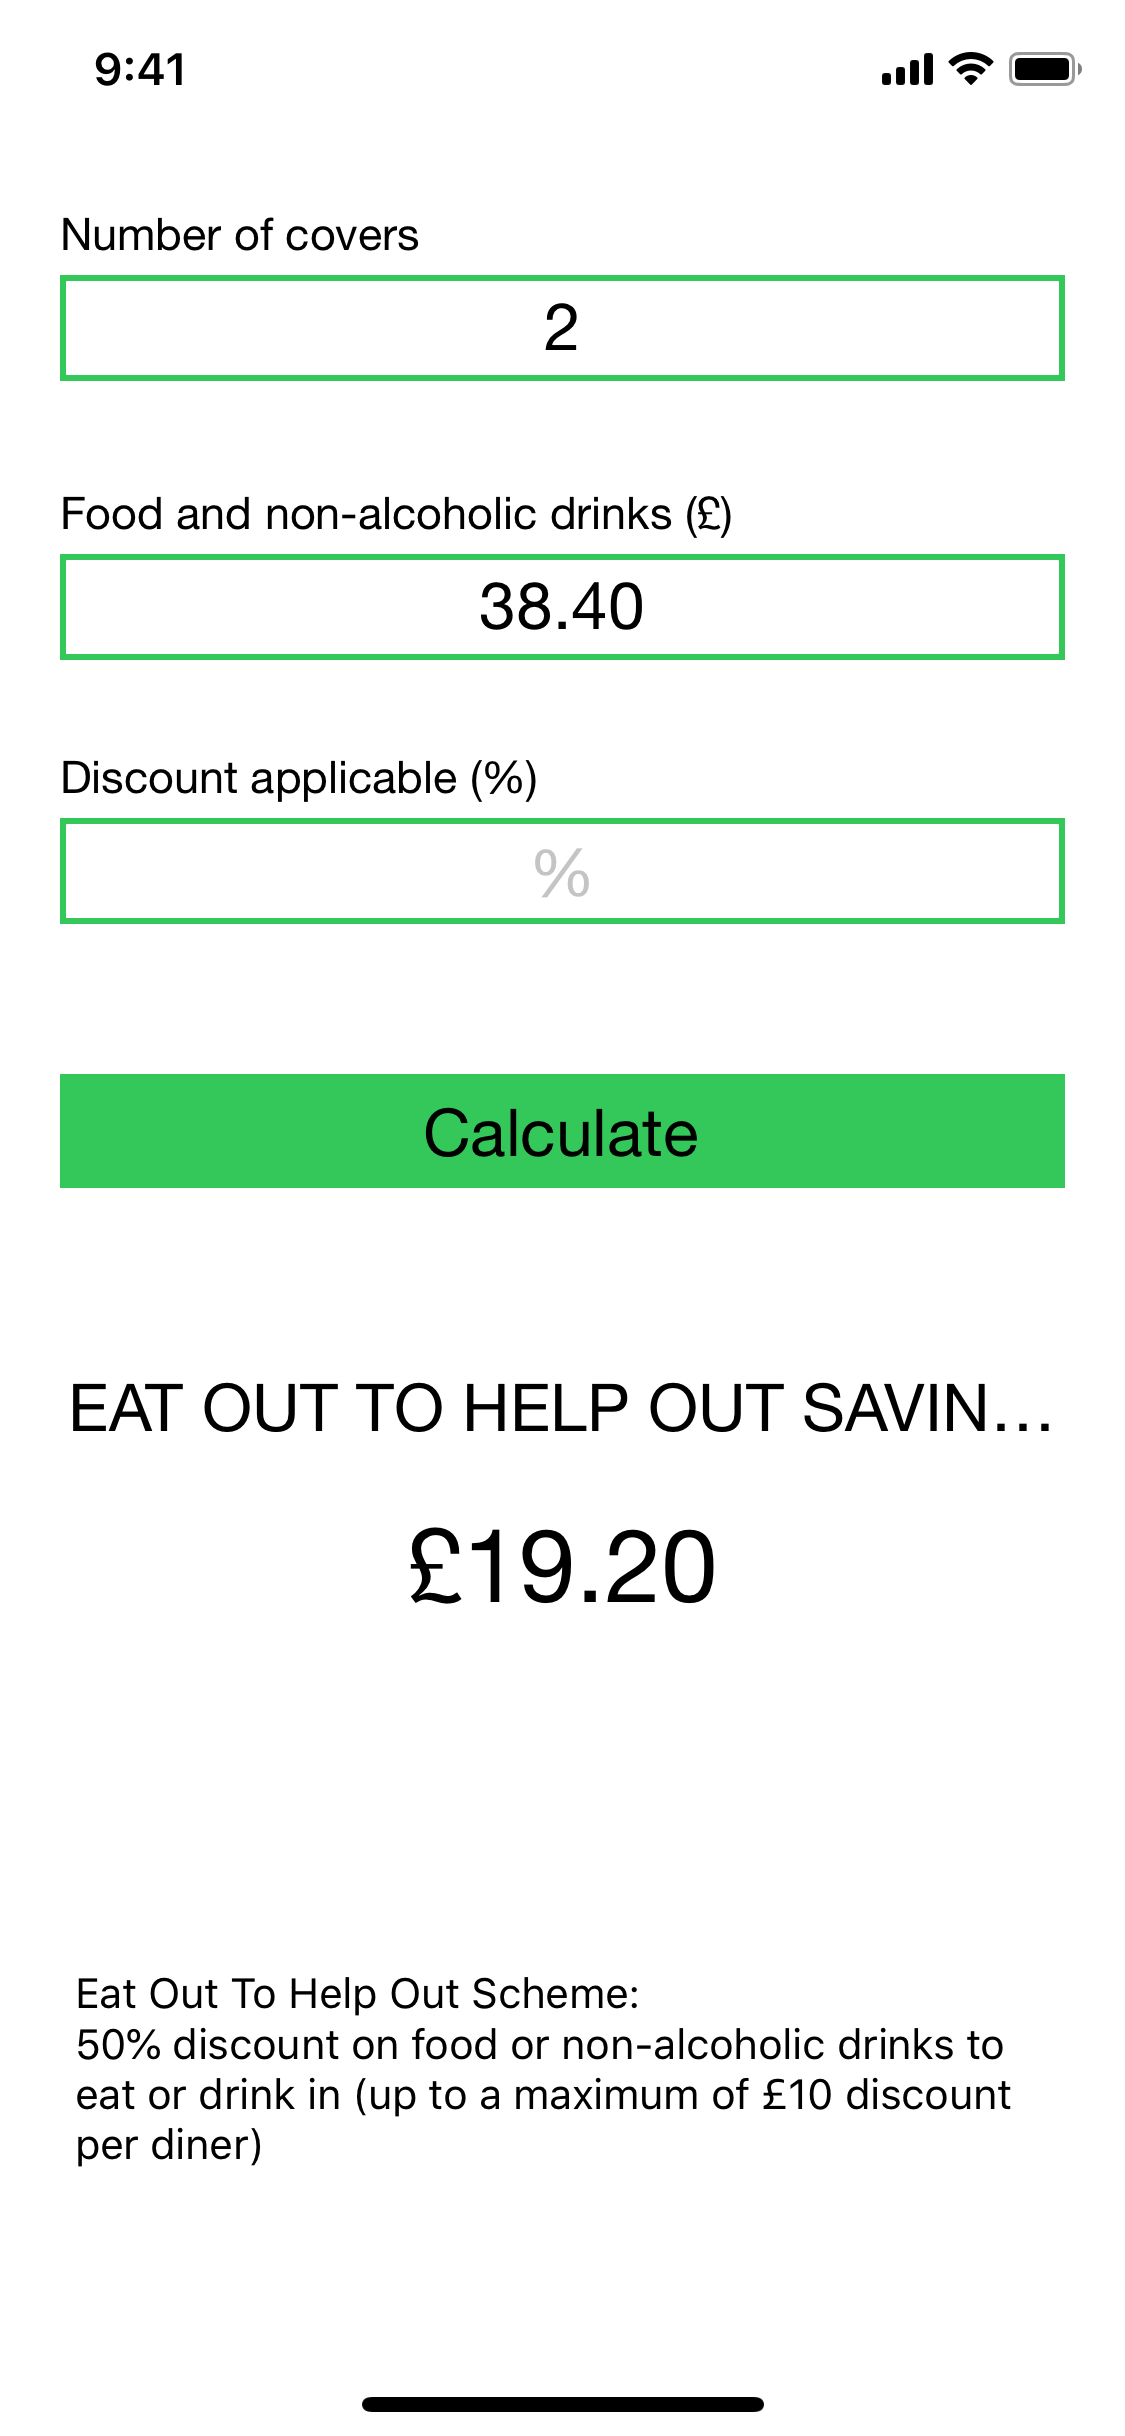 9:41
Number of covers
2
Food and non-alcoholic drinks (£)
38.40
Discount applicable (%)
%
Calculate
EAT OUT TO HELP OUT SAVIN...
£19.20
Eat Out To Help Out Scheme:
50% discount on food or non-alcoholic drinks to
eat or drink in (up to a maximum of £10 discount
per diner)